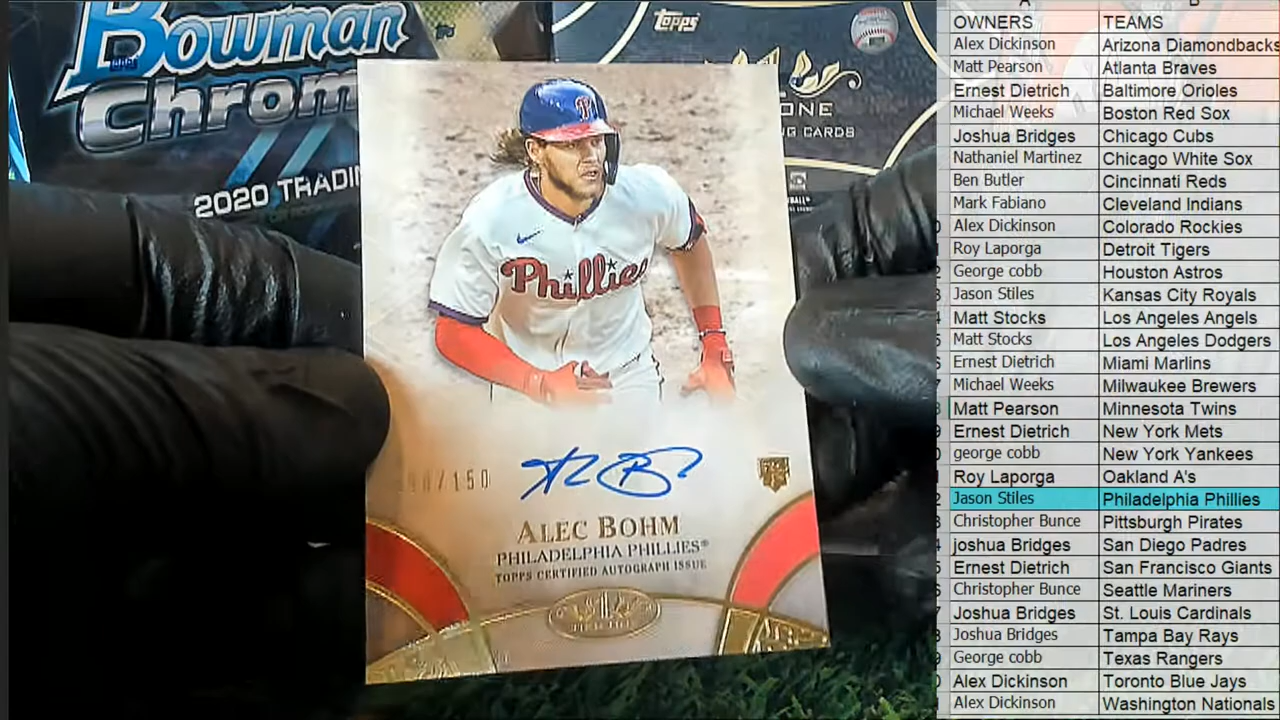 Bowman
Chrom
2020 TRADI
Topps
ONE
NG CARDS
Phillies
/150
ALEC BOHM
PHILADELPHIA PHILLIES®
TOPPS CERTIFIED AUTOGRAPH ISSUE
A B
OWNERS TEAMS
Alex Dickinson Arizona Diamondbacks
Matt Pearson Atlanta Braves
Ernest Dietrich Baltimore Orioles
Michael Weeks Boston Red Sox
Joshua Bridges Chicago Cubs
Nathaniel Martinez Chicago White Sox
Ben Butler Cincinnati Reds
Mark Fabiano Cleveland Indians
Alex Dickinson Colorado Rockies
Roy Laporga Detroit Tigers
George cobb Houston Astros
Jason Stiles Kansas City Royals
Matt Stocks Los Angeles Angels
Matt Stocks Los Angeles Dodgers
Ernest Dietrich Miami Marlins
Michael Weeks Milwaukee Brewers
Matt Pearson Minnesota Twins
Ernest Dietrich New York Mets
george cobb New York Yankees
Roy Laporga Oakland A's
Jason Stiles Philadelphia Phillies
Christopher Bunce Pittsburgh Pirates
joshua Bridges San Diego Padres
Ernest Dietrich San Francisco Giants
Christopher Bunce Seattle Mariners
Joshua Bridges St. Louis Cardinals
Joshua Bridges Tampa Bay Rays
George cobb Texas Rangers
Alex Dickinson Toronto Blue Jays
Alex Dickinson Washington Nationals